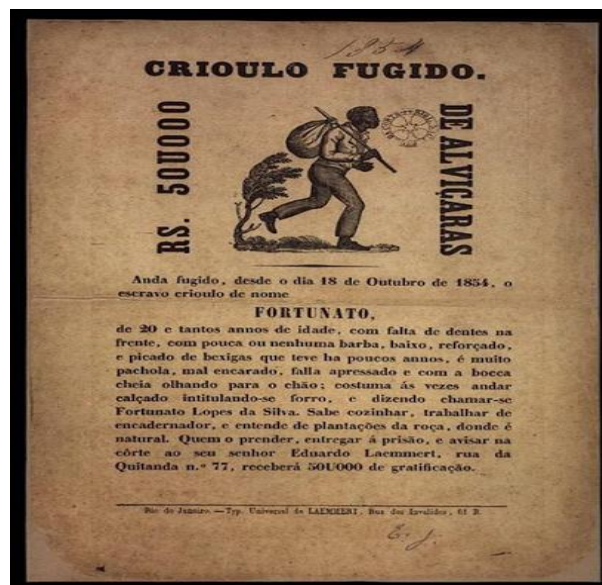 1854
CRIOULO FUGIDO.
RS. 50U000
DE ALVIÇARAS
Anda fugido, desde o dia 18 de Outubro de 1854, o
escravo crioulo de nome
FORTUNATO,
de 20 e tantos annos de idade, com falta de dentes na
frente, com pouca ou nenhuma barba, baixo, reforçado,
e picado de bexigas que teve ha poucos annos, é muito
pachola, mal encarado, falla apressado e com a bocca
cheia olhando para o chão; costuma ás vezes andar
calçado intitulando-se forro, e dizendo chamar-se
Fortunato Lopes da Silva. Sabe cozinhar, trabalhar de
encadernador, e entende de plantações da roça, donde é
natural. Quem o prender, entregar á prisão, e avisar na
côrte ao seu senhor Eduardo Laemmert, rua da
Quitanda n.º 77, receberá 50U000 de gratificação.
Rio de Janeiro. — Typ. Universal de LAEMMERT, Rua dos Invalidos, 61 B.